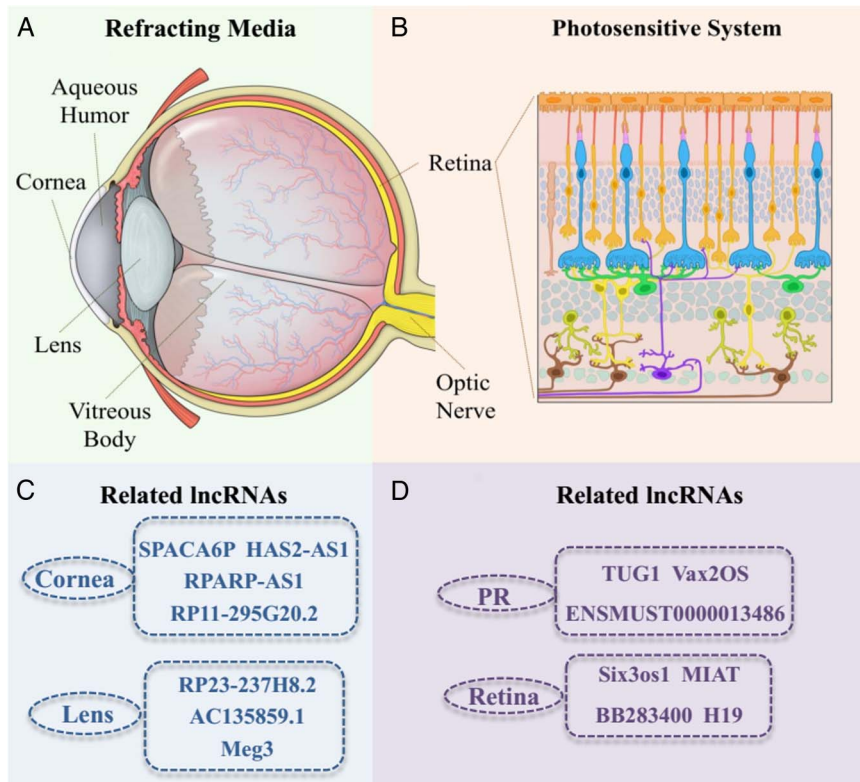 A
Refracting Media
Aqueous
Humor
Cornea
Lens
Vitreous
Body
B
Photosensitive System
Retina
Optic
Nerve
C
Related lncRNAs
Cornea
SPACA6P HAS2-AS1
RPARP-AS1
RP11-295G20.2
Lens
RP23-237H8.2
AC135859.1
Meg3
D
Related lncRNAs
PR
TUG1 Vax2OS
ENSMUST0000013486
Retina
Six3os1 MIAT
BB283400 H19